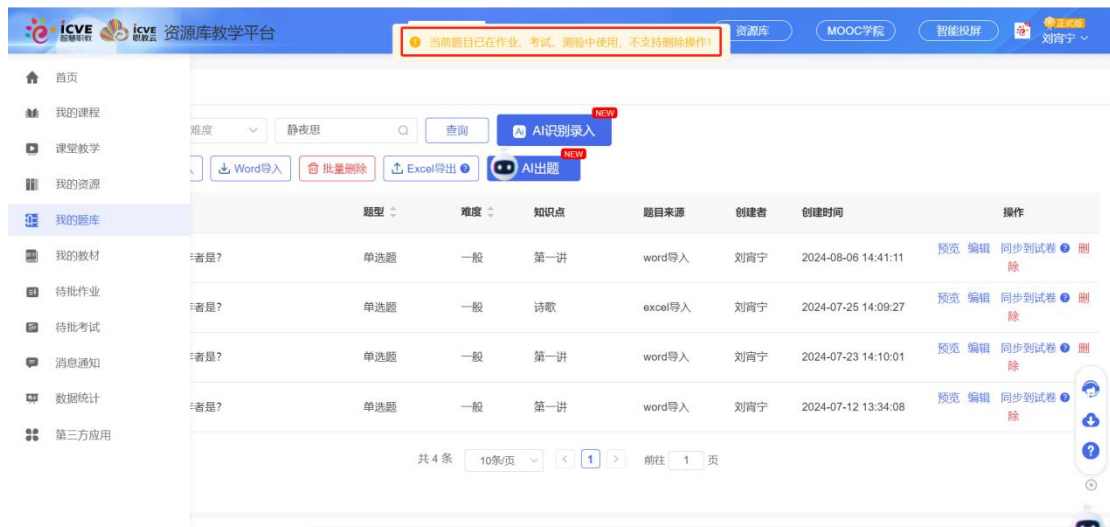 icve 智慧职教 icve 职教云 资源库教学平台
当前题目已在作业、考试、测验中使用，不支持删除操作！
资源库 MOOC学院 智能投屏 正式版 刘宵宁
首页
我的课程
课堂教学
我的资源
我的题库
我的教材
待批作业
待批考试
消息通知
数据统计
第三方应用
难度 静夜思 查询 Ai AI识别录入 NEW
入 Word导入 批量删除 Excel导出 AI出题 NEW
题型 难度 知识点 题目来源 创建者 创建时间 操作
者是? 单选题 一般 第一讲 word导入 刘宵宁 2024-08-06 14:41:11 预览 编辑 同步到试卷 删
除
者是? 单选题 一般 诗歌 excel导入 刘宵宁 2024-07-25 14:09:27 预览 编辑 同步到试卷 删
除
者是? 单选题 一般 第一讲 word导入 刘宵宁 2024-07-23 14:10:01 预览 编辑 同步到试卷 删
除
者是? 单选题 一般 第一讲 word导入 刘宵宁 2024-07-12 13:34:08 预览 编辑 同步到试卷
除
共 4 条 10条/页 1 前往 1 页